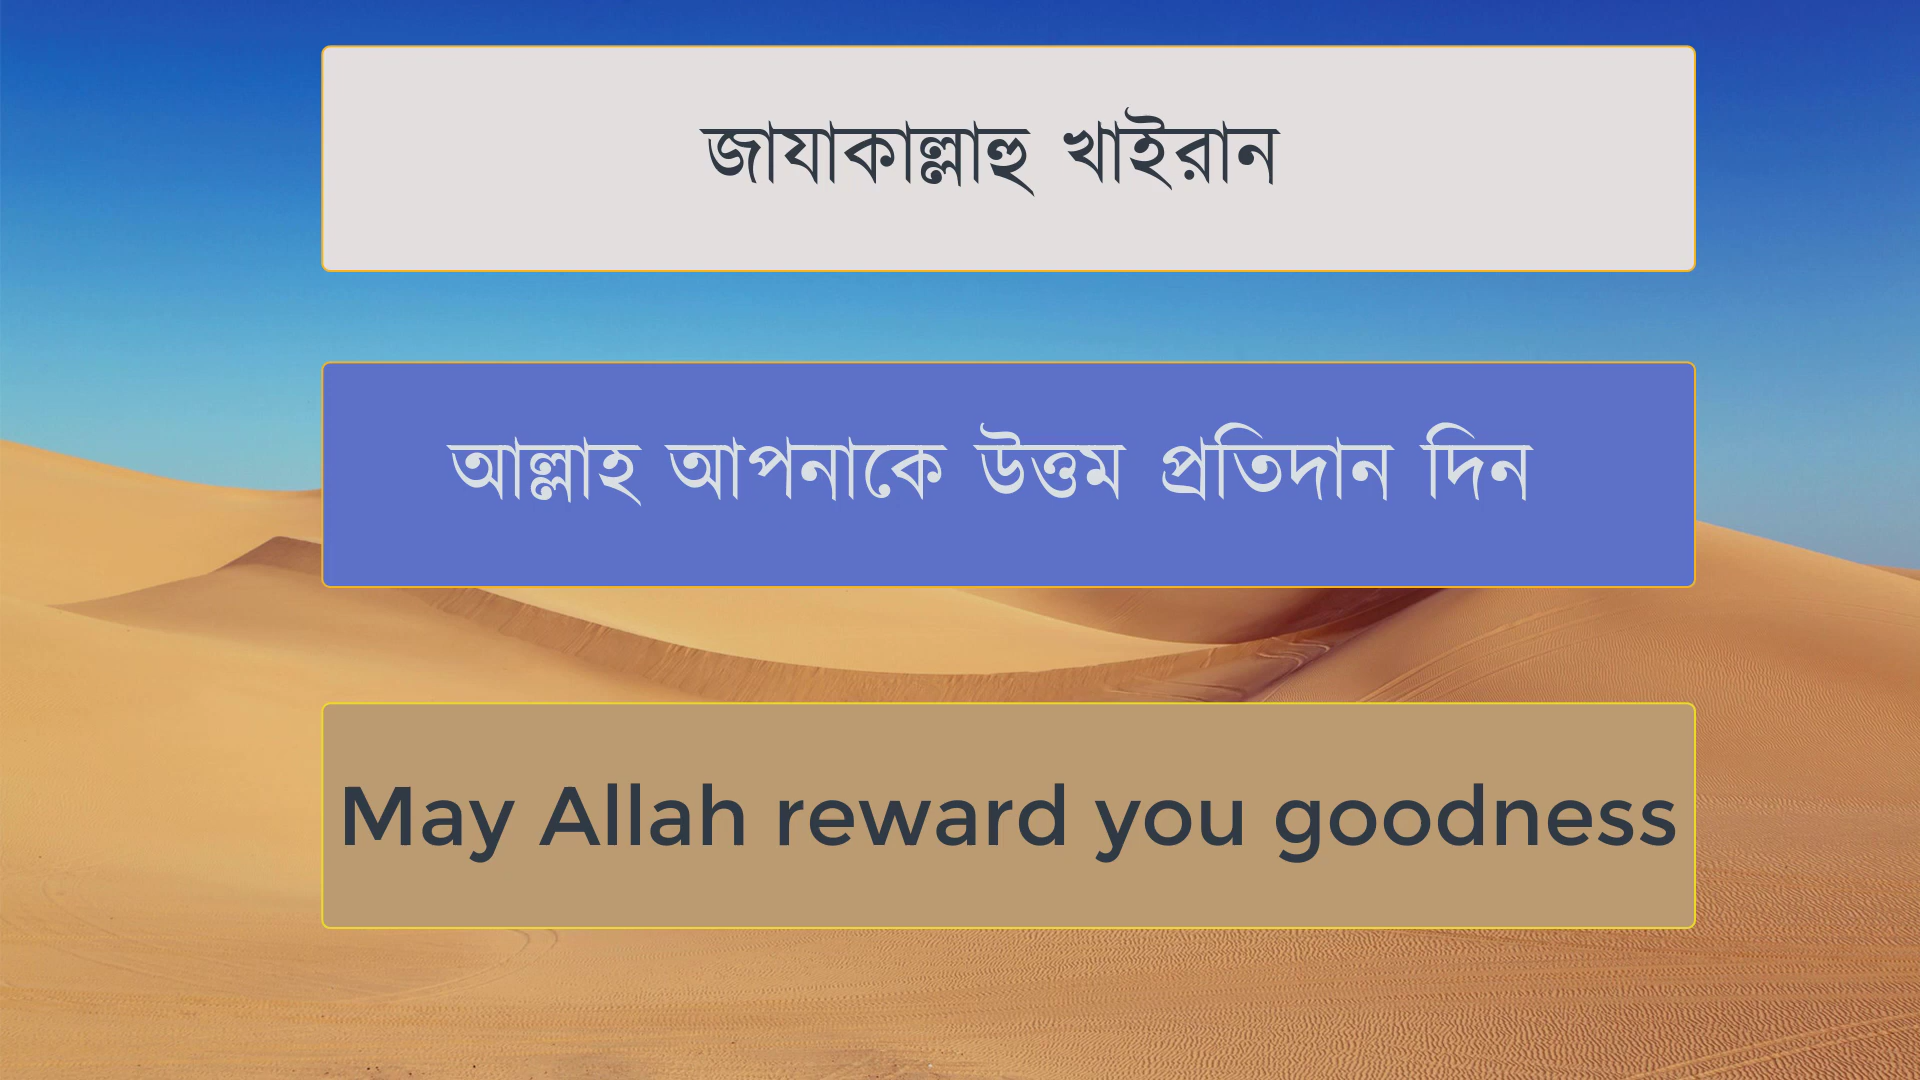 জাযাকাল্লাহু খাইরান
আল্লাহ আপনাকে উত্তম প্রতিদান দিন
May Allah reward you goodness